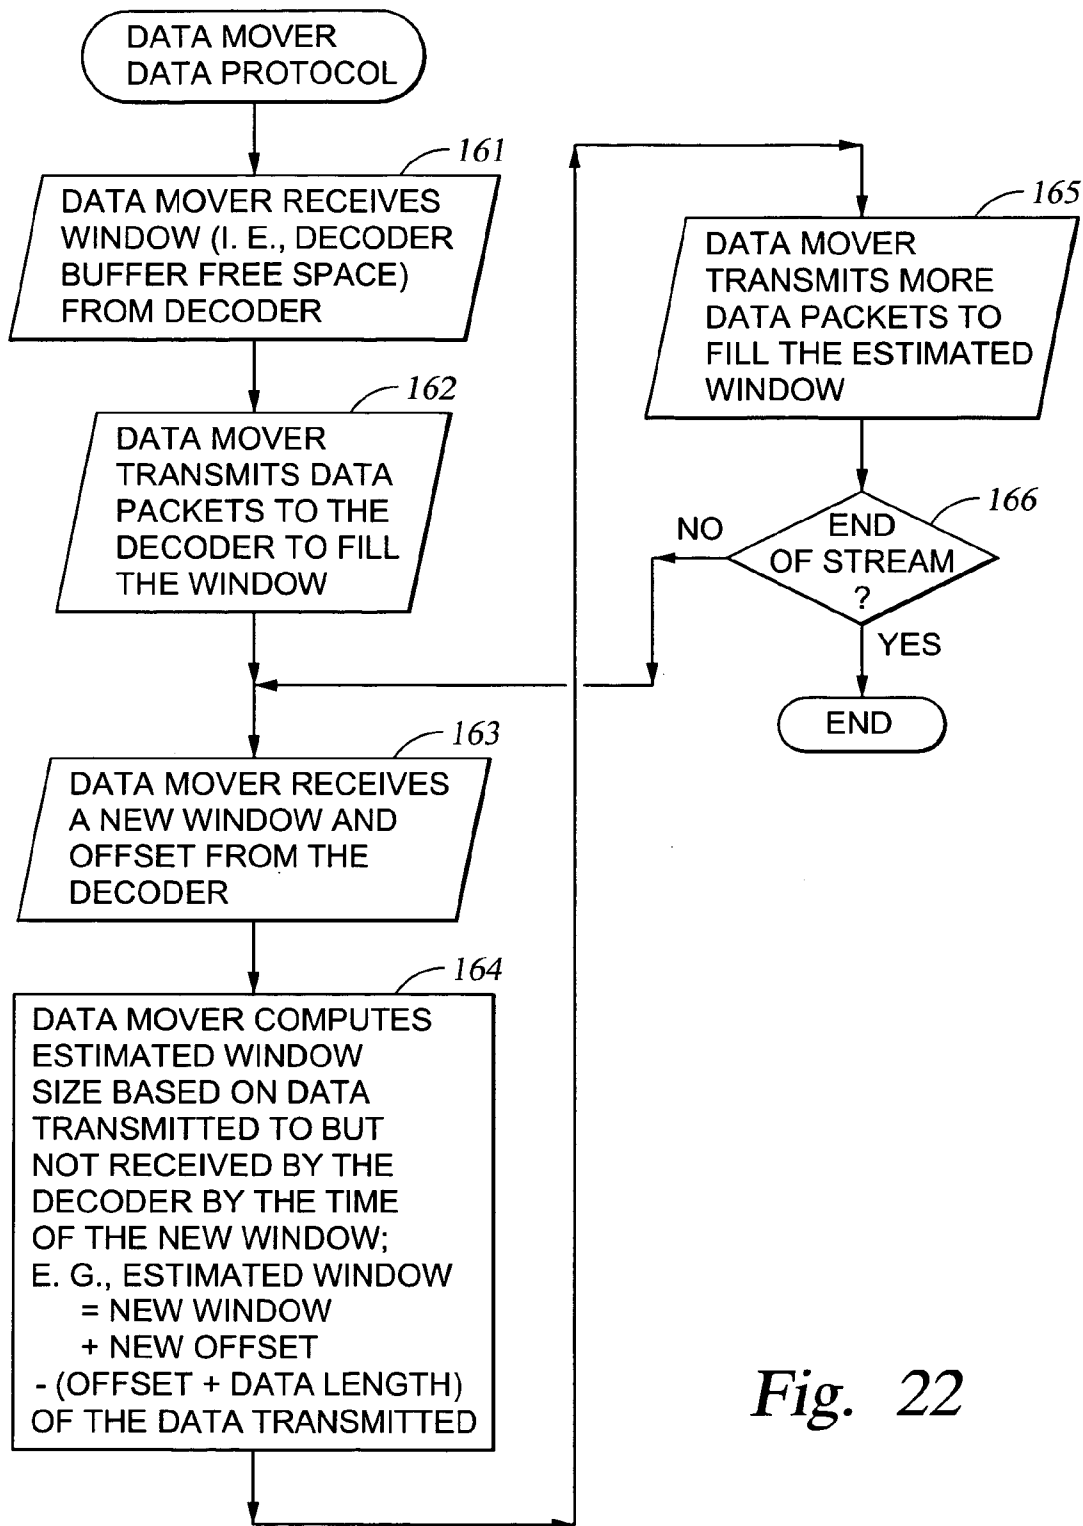 DATA MOVER
DATA PROTOCOL
161
DATA MOVER RECEIVES
WINDOW (I. E., DECODER
BUFFER FREE SPACE)
FROM DECODER
162
DATA MOVER
TRANSMITS DATA
PACKETS TO THE
DECODER TO FILL
THE WINDOW
163
DATA MOVER RECEIVES
A NEW WINDOW AND
OFFSET FROM THE
DECODER
164
DATA MOVER COMPUTES
ESTIMATED WINDOW
SIZE BASED ON DATA
TRANSMITTED TO BUT
NOT RECEIVED BY THE
DECODER BY THE TIME
OF THE NEW WINDOW;
E. G., ESTIMATED WINDOW
= NEW WINDOW
+ NEW OFFSET
- (OFFSET + DATA LENGTH)
OF THE DATA TRANSMITTED
165
DATA MOVER
TRANSMITS MORE
DATA PACKETS TO
FILL THE ESTIMATED
WINDOW
166
END
OF STREAM
?
NO
YES
END
Fig. 22